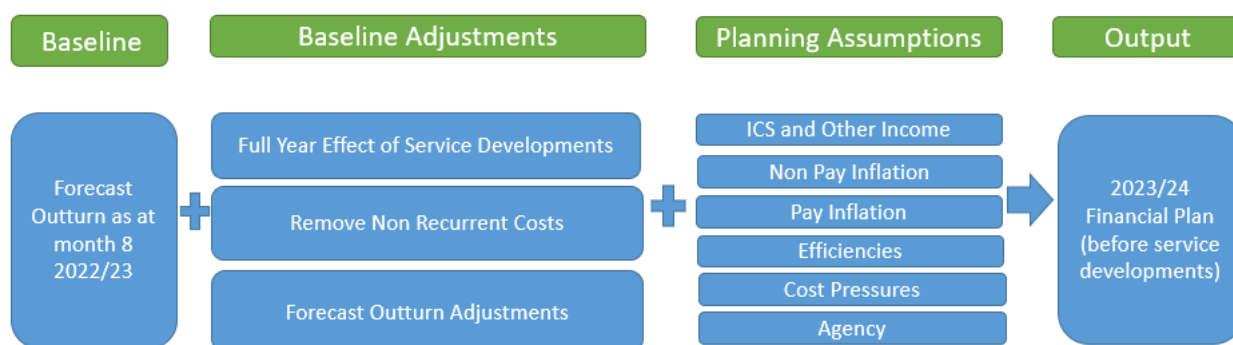 Baseline
Baseline Adjustments
Planning Assumptions
Output
Forecast
Outturn as at
month 8
2022/23
Full Year Effect of Service Developments
Remove Non Recurrent Costs
Forecast Outturn Adjustments
ICS and Other Income
Non Pay Inflation
Pay Inflation
Efficiencies
Cost Pressures
Agency
2023/24
Financial Plan
(before service
developments)